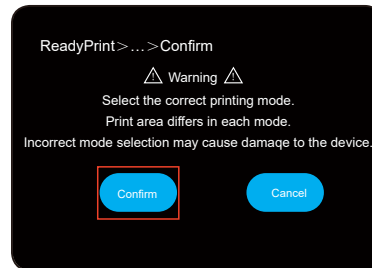 ReadyPrint>...>Confirm
⚠ Warning ⚠
Select the correct printing mode.
Print area differs in each mode.
Incorrect mode selection may cause damaqe to the device.
Confirm
Cancel